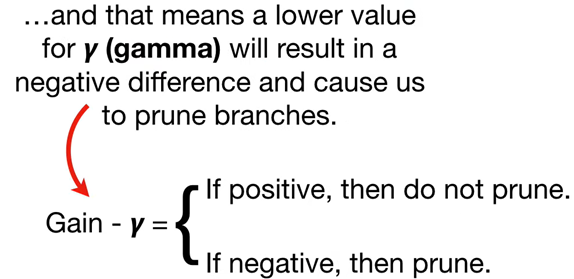 ...and that means a lower value
for γ (gamma) will result in a
negative difference and cause us
to prune branches.
If positive, then do not prune.
Gain - γ = {
If negative, then prune.